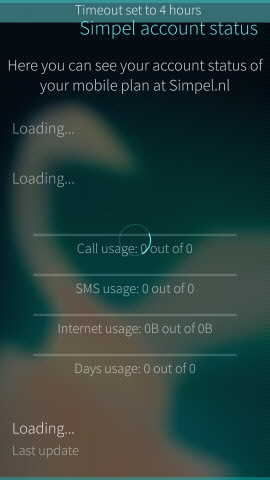 Timeout set to 4 hours
Simpel account status
Here you can see your account status of
your mobile plan at Simpel.nl
Loading...
Loading...
Call usage: 0 out of 0
SMS usage: 0 out of 0
Internet usage: 0B out of 0B
Days usage: 0 out of 0
Loading...
Last update